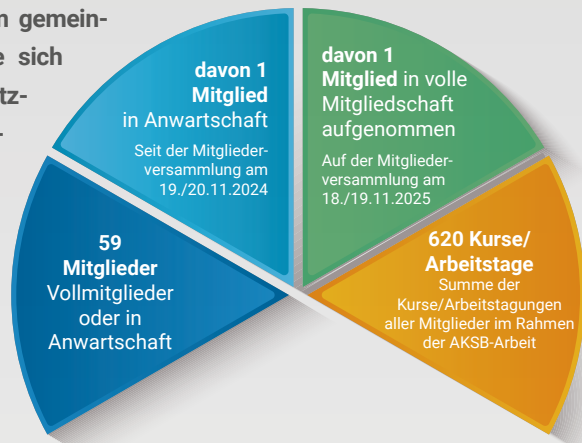 gemein-
sich
davon 1
Mitglied
in Anwartschaft
Seit der Mitglieder-
versammlung am
19./20.11.2024
davon 1
Mitglied in volle
Mitgliedschaft
aufgenommen
Auf der Mitglieder-
versammlung am
18./19.11.2025
59
Mitglieder
Vollmitglieder
oder in
Anwartschaft
620 Kurse/
Arbeitstage
Summe der
Kurse/Arbeitstagungen
aller Mitglieder im Rahmen
der AKSB-Arbeit